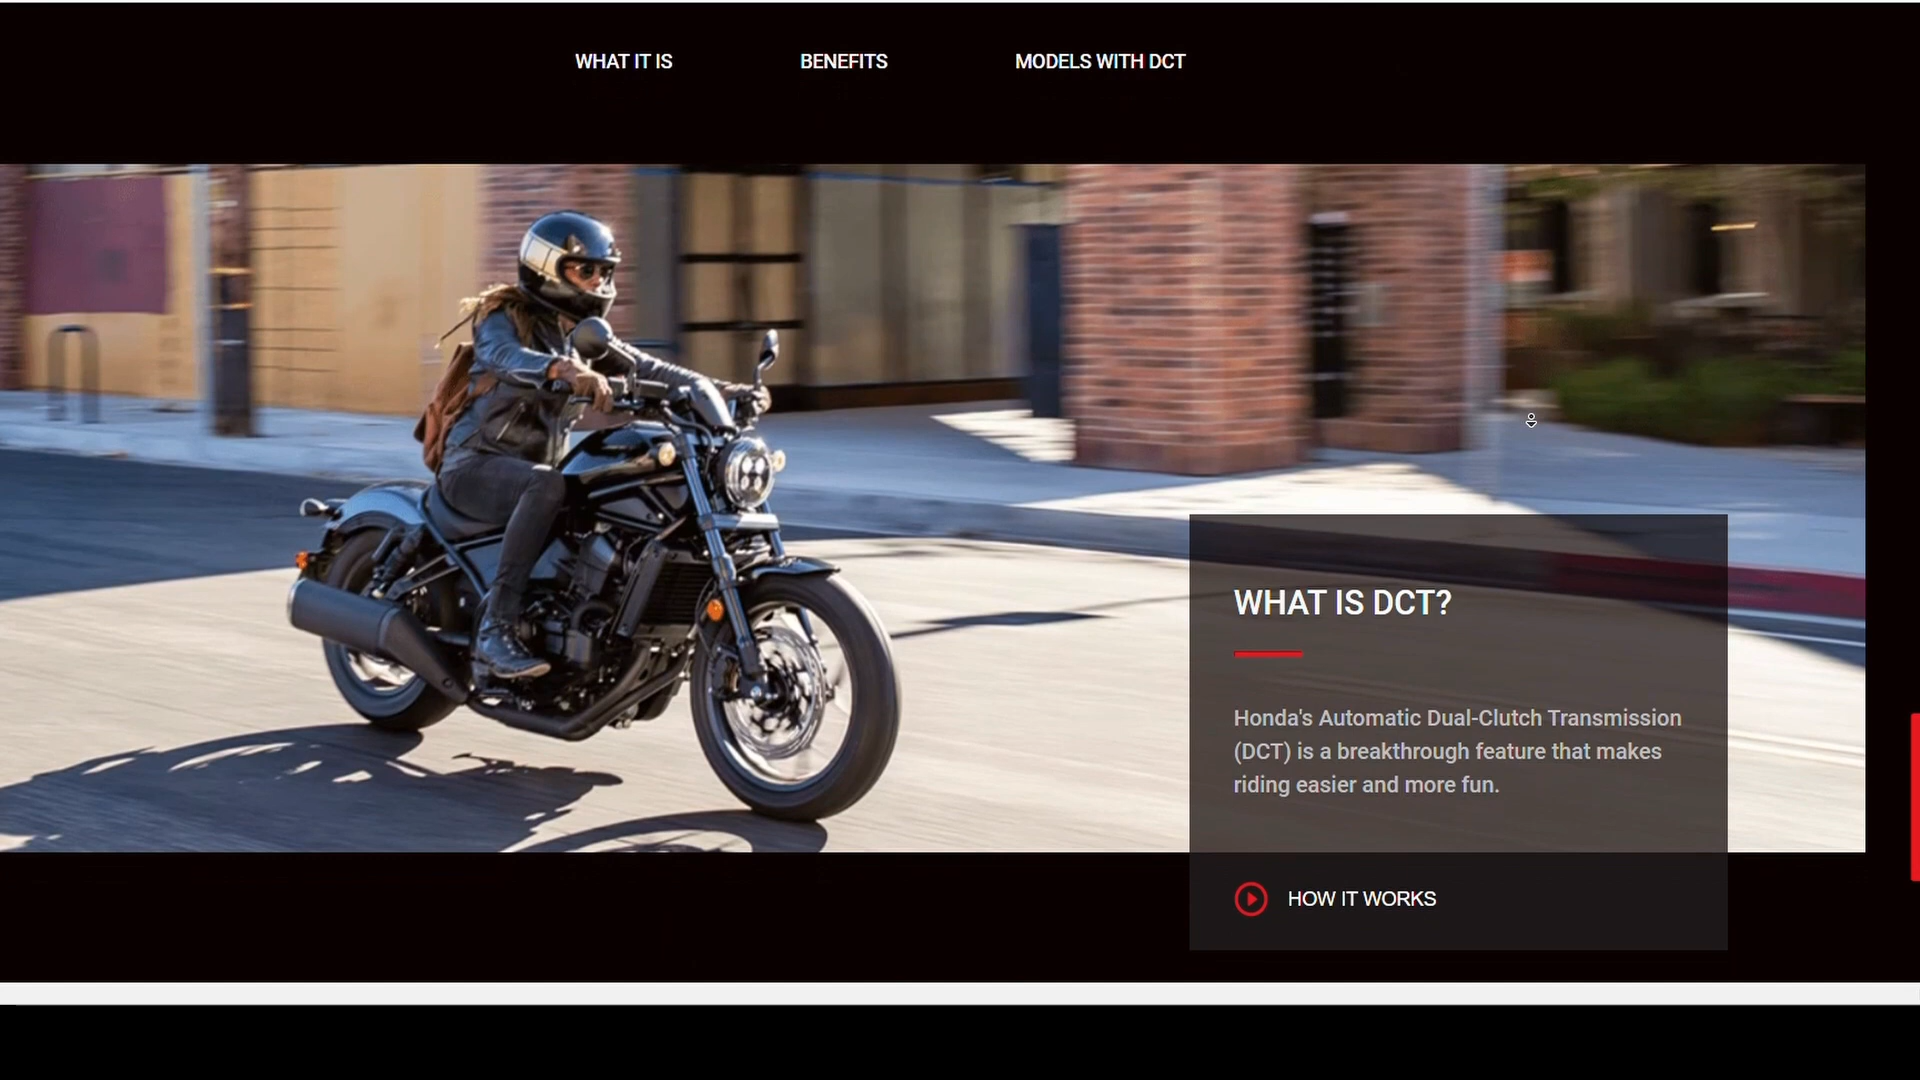 WHAT IT IS
BENEFITS
MODELS WITH DCT
WHAT IS DCT?
Honda's Automatic Dual-Clutch Transmission
(DCT) is a breakthrough feature that makes
riding easier and more fun.
HOW IT WORKS